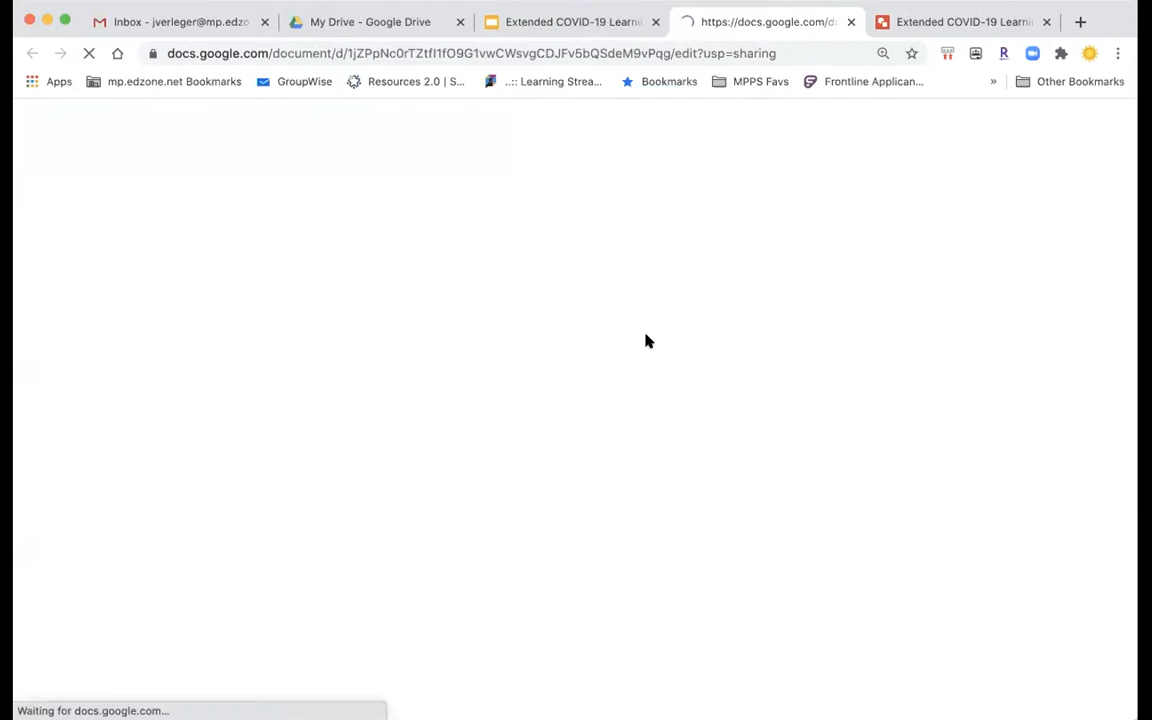 Inbox - jverleger@mp.edzo
My Drive - Google Drive
Extended COVID-19 Learni
https://docs.google.com/d
Extended COVID-19 Learni
docs.google.com/document/d/1jZPpNc0rTZtfI1fO9G1vwCWsvgCDJFv5bQSdeM9vPqg/edit?usp=sharing
Apps
mp.edzone.net Bookmarks
GroupWise
Resources 2.0 | S...
..:: Learning Strea...
Bookmarks
MPPS Favs
Frontline Applican...
»
Other Bookmarks
Waiting for docs.google.com...